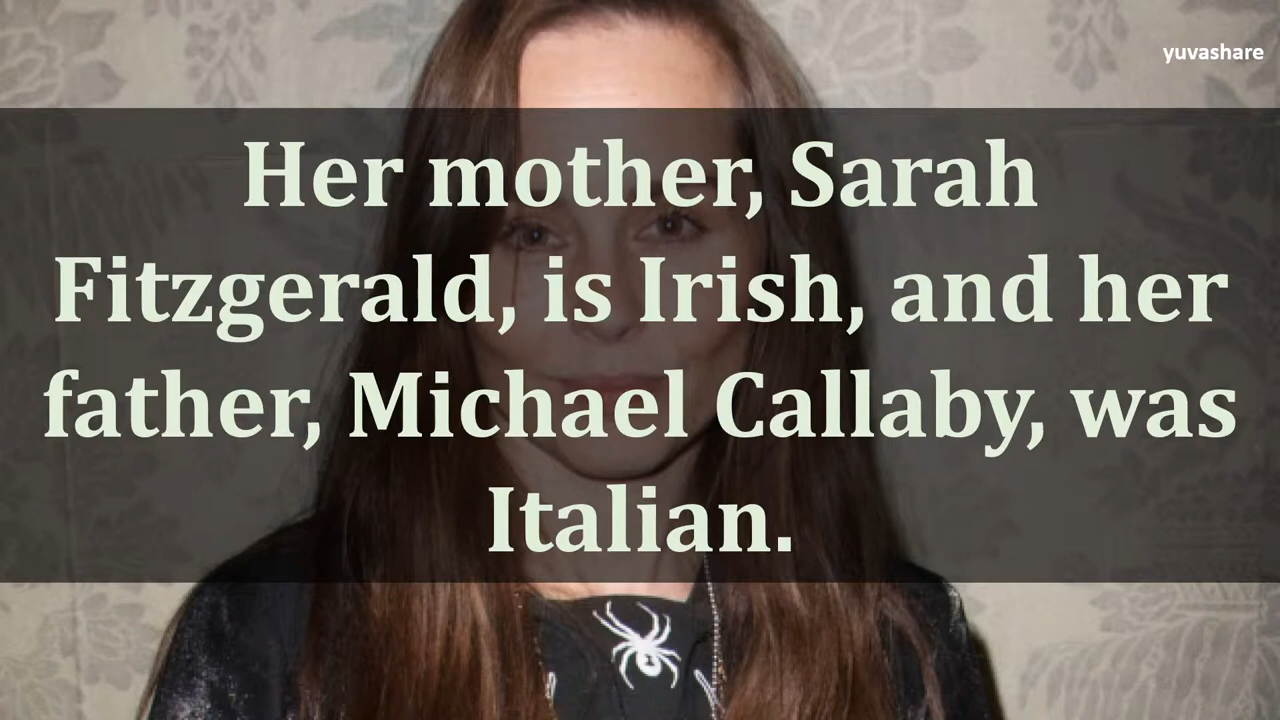 yuvashare
Her mother, Sarah
Fitzgerald, is Irish, and her
father, Michael Callaby, was
Italian.